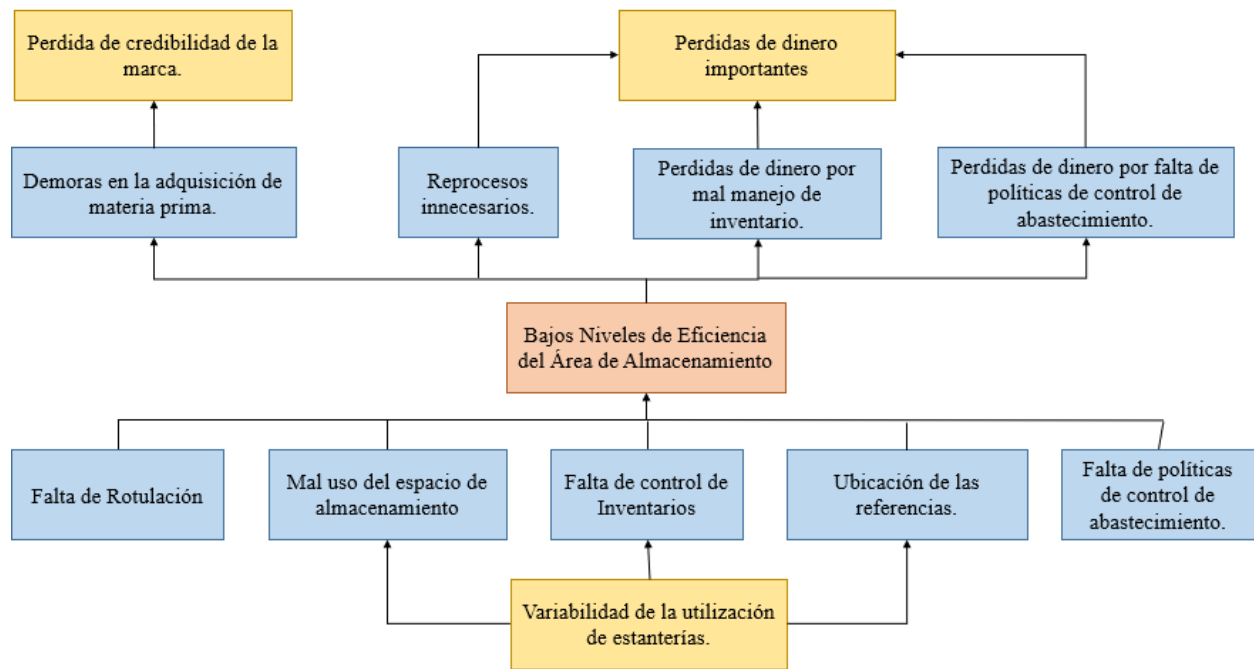 Perdida de credibilidad de la
marca.
Perdidas de dinero
importantes
Demoras en la adquisición de
materia prima.
Reprocesos
innecesarios.
Perdidas de dinero por
mal manejo de
inventario.
Perdidas de dinero por falta de
políticas de control de
abastecimiento.
Bajos Niveles de Eficiencia
del Área de Almacenamiento
Falta de Rotulación
Mal uso del espacio de
almacenamiento
Falta de control de
Inventarios
Ubicación de las
referencias.
Falta de políticas
de control de
abastecimiento.
Variabilidad de la utilización
de estanterías.